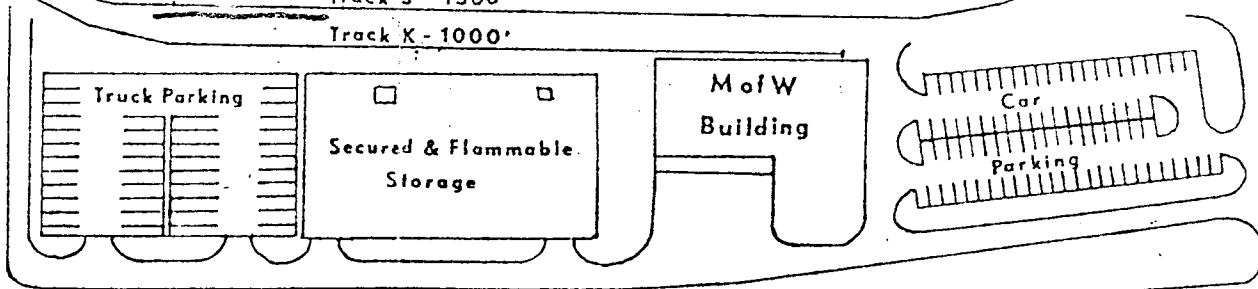 Track K - 1000'
Truck Parking
Secured & Flammable
Storage
M of W
Building
Car
Parking